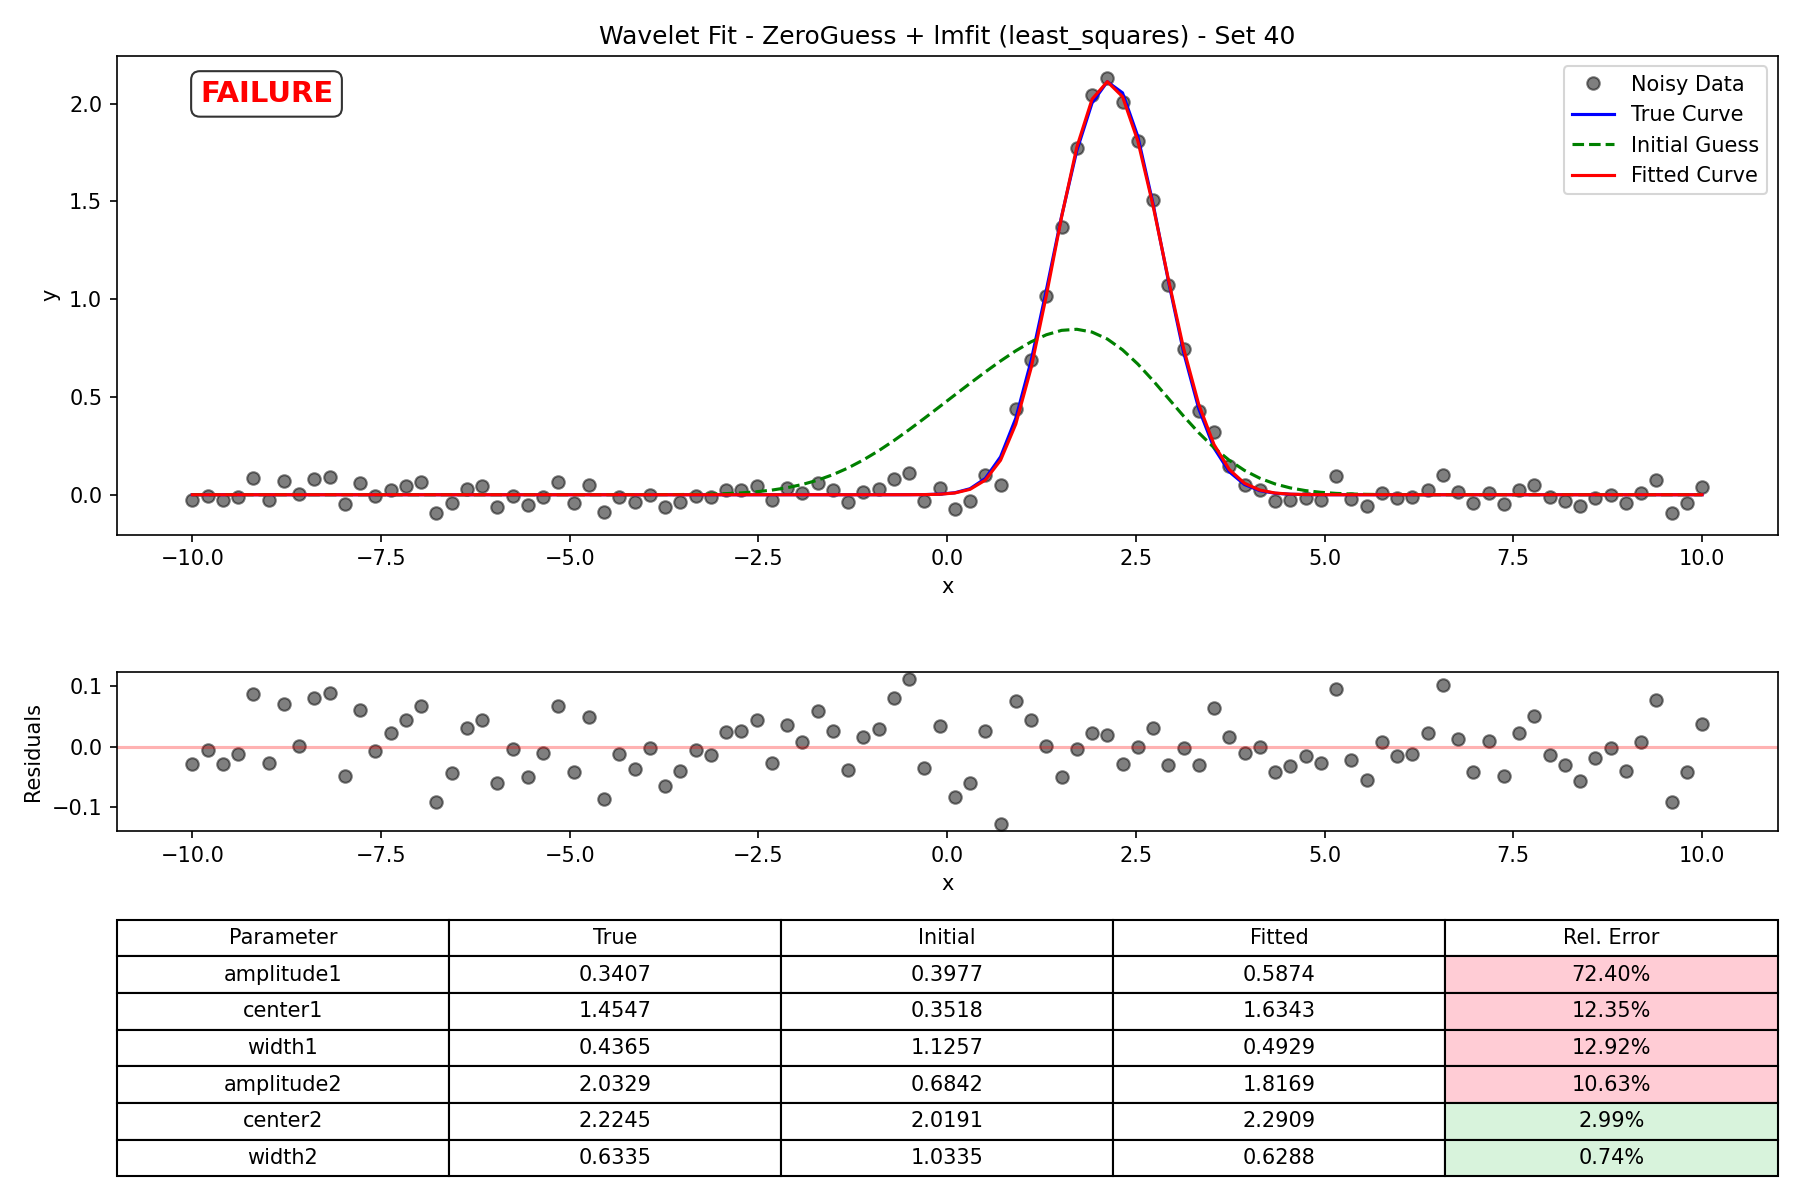 Wavelet Fit - ZeroGuess + lmfit (least_squares) - Set 40
FAILURE
Noisy Data
True Curve
Initial Guess
Fitted Curve
y
2.0
1.5
1.0
0.5
0.0
−10.0 −7.5 −5.0 −2.5 0.0 2.5 5.0 7.5 10.0
x
Residuals
0.1
0.0
−0.1
−10.0 −7.5 −5.0 −2.5 0.0 2.5 5.0 7.5 10.0
x
Parameter True Initial Fitted Rel. Error
amplitude1 0.3407 0.3977 0.5874 72.40%
center1 1.4547 0.3518 1.6343 12.35%
width1 0.4365 1.1257 0.4929 12.92%
amplitude2 2.0329 0.6842 1.8169 10.63%
center2 2.2245 2.0191 2.2909 2.99%
width2 0.6335 1.0335 0.6288 0.74%